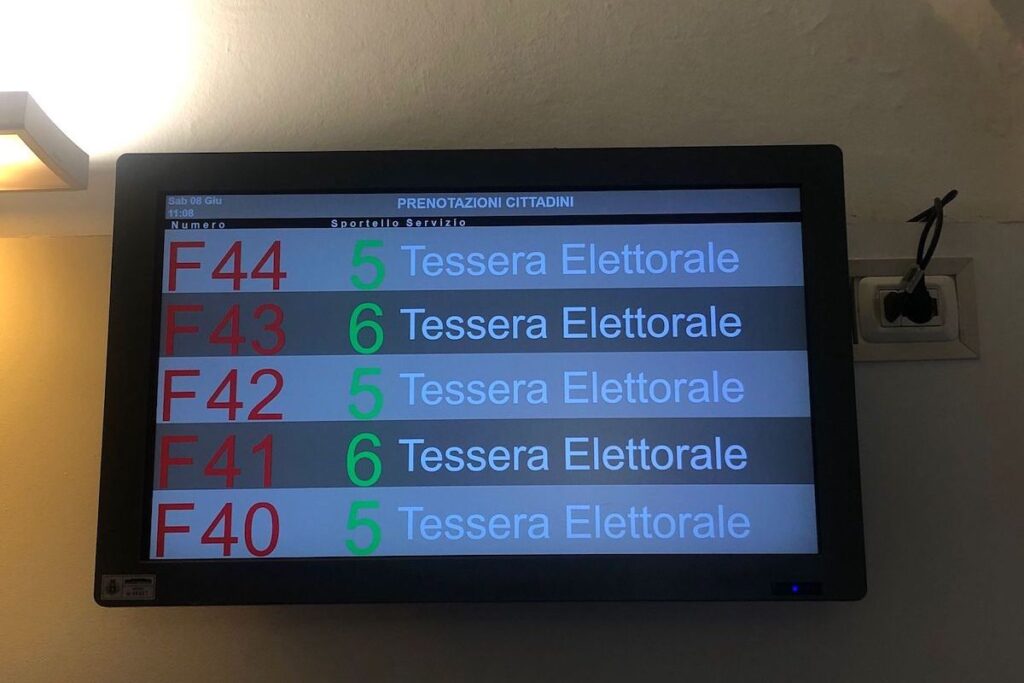 Sab 08 Giu
11:08
PRENOTAZIONI CITTADINI
Numero Sportello Servizio
F44 5 Tessera Elettorale
F43 6 Tessera Elettorale
F42 5 Tessera Elettorale
F41 6 Tessera Elettorale
F40 5 Tessera Elettorale